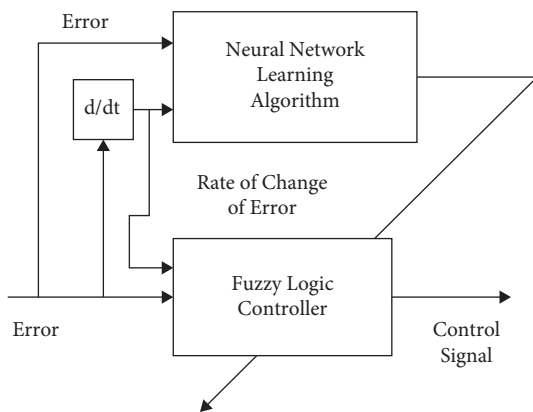 Error
Neural Network
Learning
Algorithm
d/dt
Rate of Change
of Error
Fuzzy Logic
Controller
Error
Control
Signal